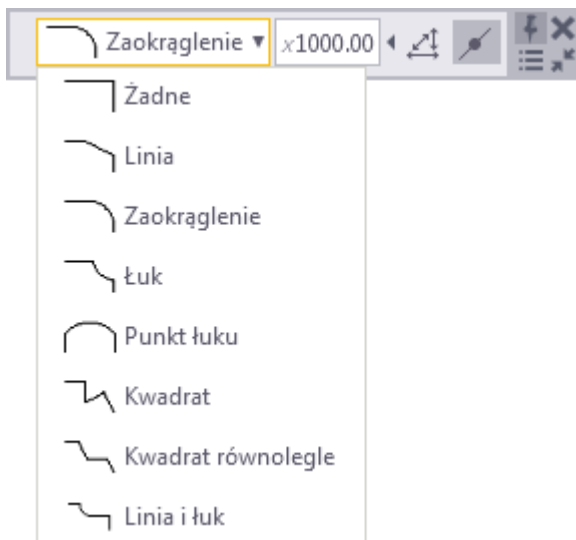 Zaokrąglenie x1000.00
Żadne
Linia
Zaokrąglenie
Łuk
Punkt łuku
Kwadrat
Kwadrat równolegle
Linia i łuk